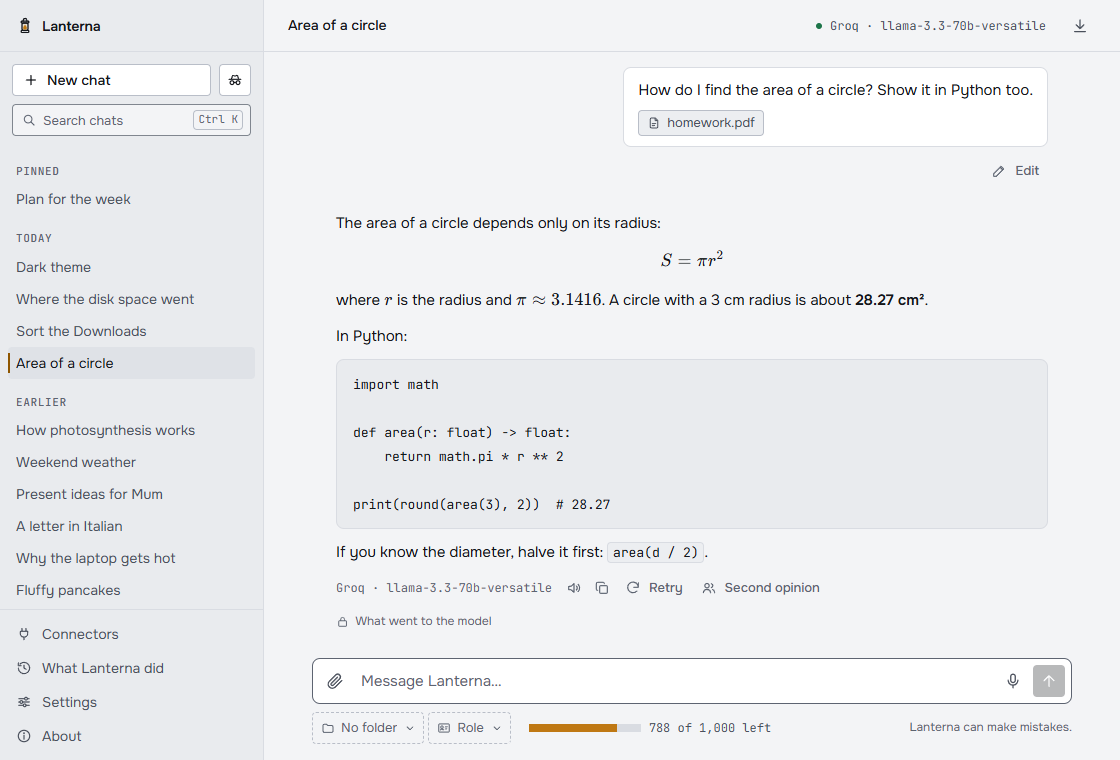 Lanterna
New chat
Search chats
Ctrl K
PINNED
Plan for the week
TODAY
Dark theme
Where the disk space went
Sort the Downloads
Area of a circle
EARLIER
How photosynthesis works
Weekend weather
Present ideas for Mum
A letter in Italian
Why the laptop gets hot
Fluffy pancakes
Connectors
What Lanterna did
Settings
About
Area of a circle
Groq · llama-3.3-70b-versatile
How do I find the area of a circle? Show it in Python too.
homework.pdf
Edit
The area of a circle depends only on its radius:
S = πr²
where r is the radius and π ≈ 3.1416. A circle with a 3 cm radius is about 28.27 cm².
In Python:
import math
def area(r: float) -> float:
    return math.pi * r ** 2
print(round(area(3), 2))  # 28.27
If you know the diameter, halve it first: area(d / 2).
Groq · llama-3.3-70b-versatile
Retry
Second opinion
What went to the model
Message Lanterna...
No folder
Role
788 of 1,000 left
Lanterna can make mistakes.